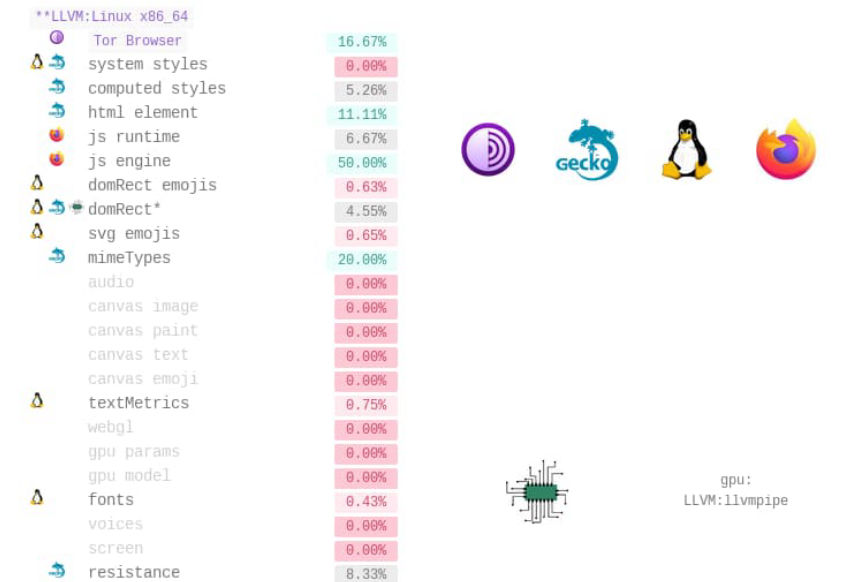 **LLVM:Linux x86_64
Tor Browser 16.67%
system styles 0.00%
computed styles 5.26%
html element 11.11%
js runtime 6.67%
js engine 50.00%
domRect emojis 0.63%
domRect* 4.55%
svg emojis 0.65%
mimeTypes 20.00%
audio 0.00%
canvas image 0.00%
canvas paint 0.00%
canvas text 0.00%
canvas emoji 0.00%
textMetrics 0.75%
webgl 0.00%
gpu params 0.00%
gpu model 0.00%
fonts 0.43%
voices 0.00%
screen 0.00%
resistance 8.33%
GECKO
gpu:
LLVM:llvmpipe